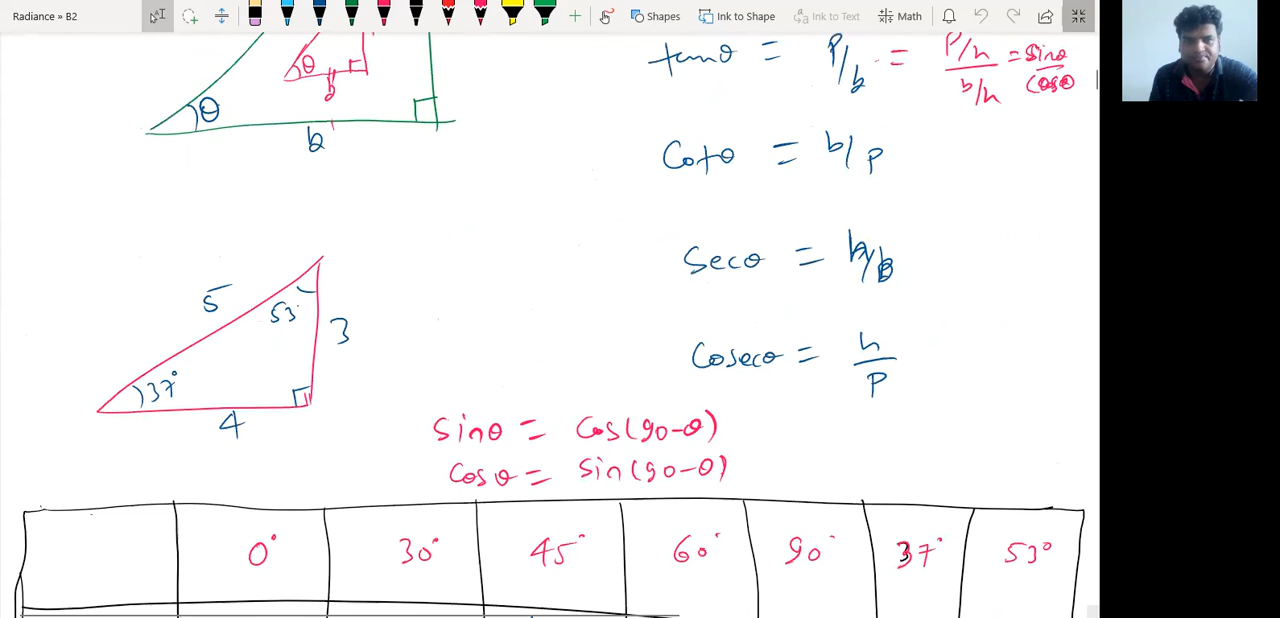 Radiance » B2
Shapes
Ink to Shape
Ink to Text
Math
θ
b
θ
b
tanθ = P/b = P/h / b/h = sinθ / cosθ
Cotθ = b/P
Secθ = h/b
Cosecθ = h/P
5
53°
3
37°
4
Sinθ = Cos(90-θ)
Cosθ = Sin(90-θ)
0° 30° 45° 60° 90° 37° 53°